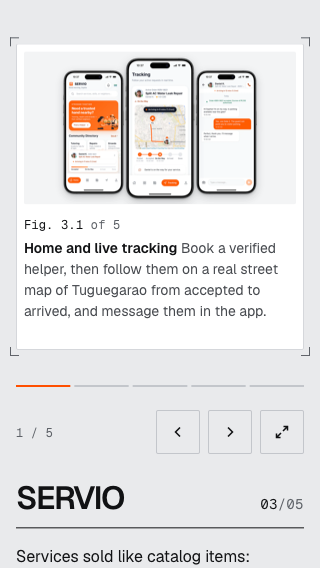 SERVIO
Tracking
Fig. 3.1 of 5
Home and live tracking Book a verified
helper, then follow them on a real street
map of Tuguegarao from accepted to
arrived, and message them in the app.
1 / 5
SERVIO
03/05
Services sold like catalog items: